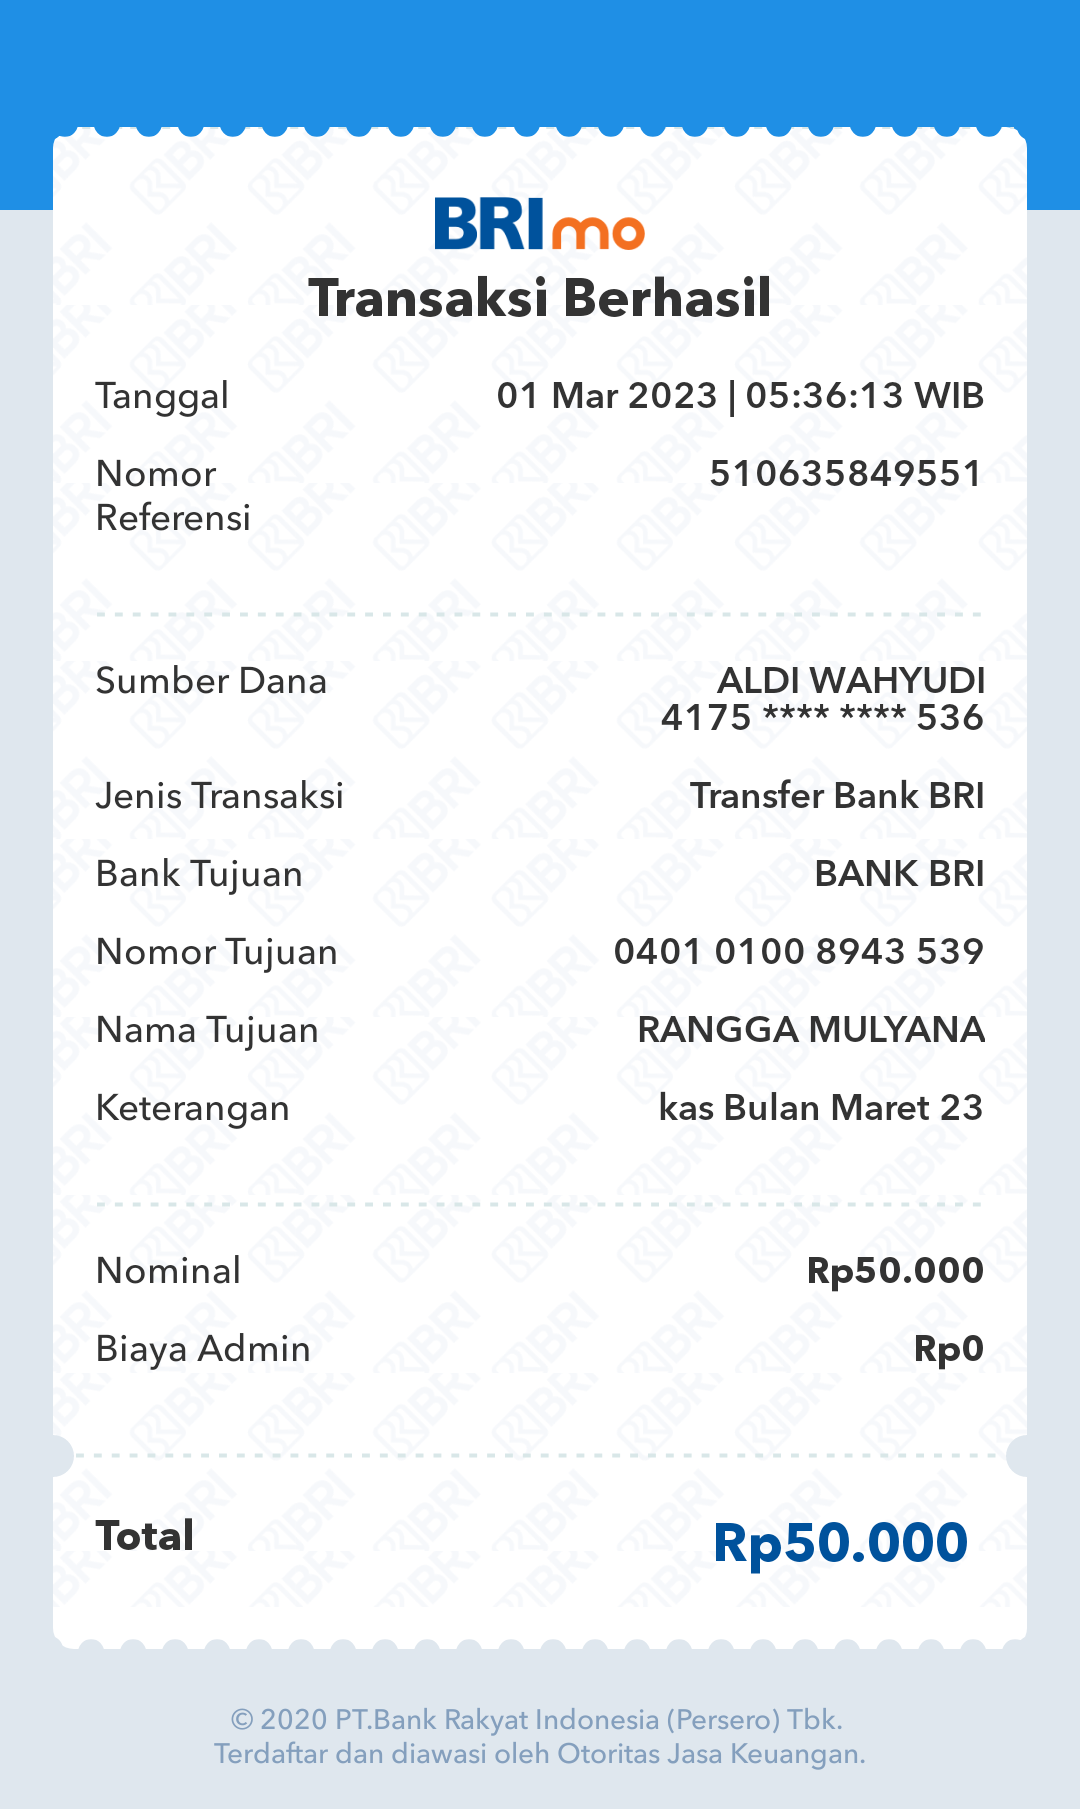 BRImo
Transaksi Berhasil
Tanggal 01 Mar 2023 | 05:36:13 WIB
Nomor Referensi 510635849551
Sumber Dana ALDI WAHYUDI
4175 **** **** 536
Jenis Transaksi Transfer Bank BRI
Bank Tujuan BANK BRI
Nomor Tujuan 0401 0100 8943 539
Nama Tujuan RANGGA MULYANA
Keterangan kas Bulan Maret 23
Nominal Rp50.000
Biaya Admin Rp0
Total Rp50.000
© 2020 PT.Bank Rakyat Indonesia (Persero) Tbk.
Terdaftar dan diawasi oleh Otoritas Jasa Keuangan.